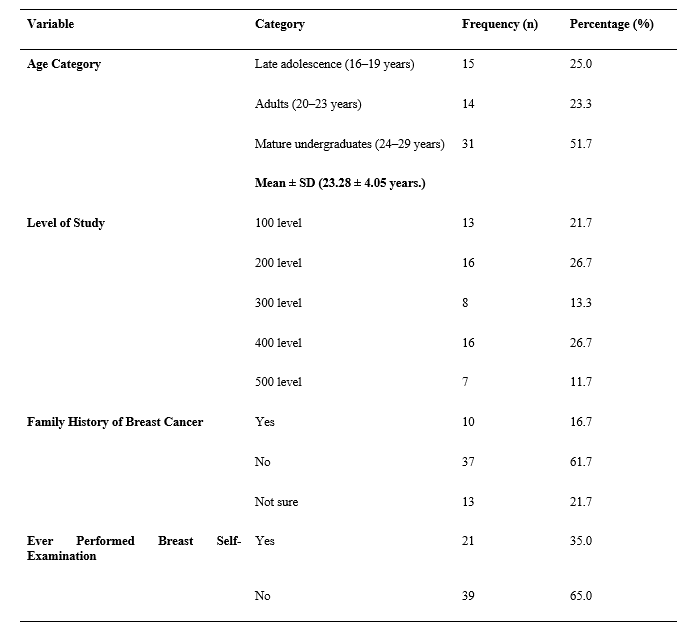 Variable Category Frequency (n) Percentage (%)
Age Category Late adolescence (16–19 years) 15 25.0
Adults (20–23 years) 14 23.3
Mature undergraduates (24–29 years) 31 51.7
Mean ± SD (23.28 ± 4.05 years.)
Level of Study 100 level 13 21.7
200 level 16 26.7
300 level 8 13.3
400 level 16 26.7
500 level 7 11.7
Family History of Breast Cancer Yes 10 16.7
No 37 61.7
Not sure 13 21.7
Ever Performed Breast Self- Yes 21 35.0
Examination
No 39 65.0